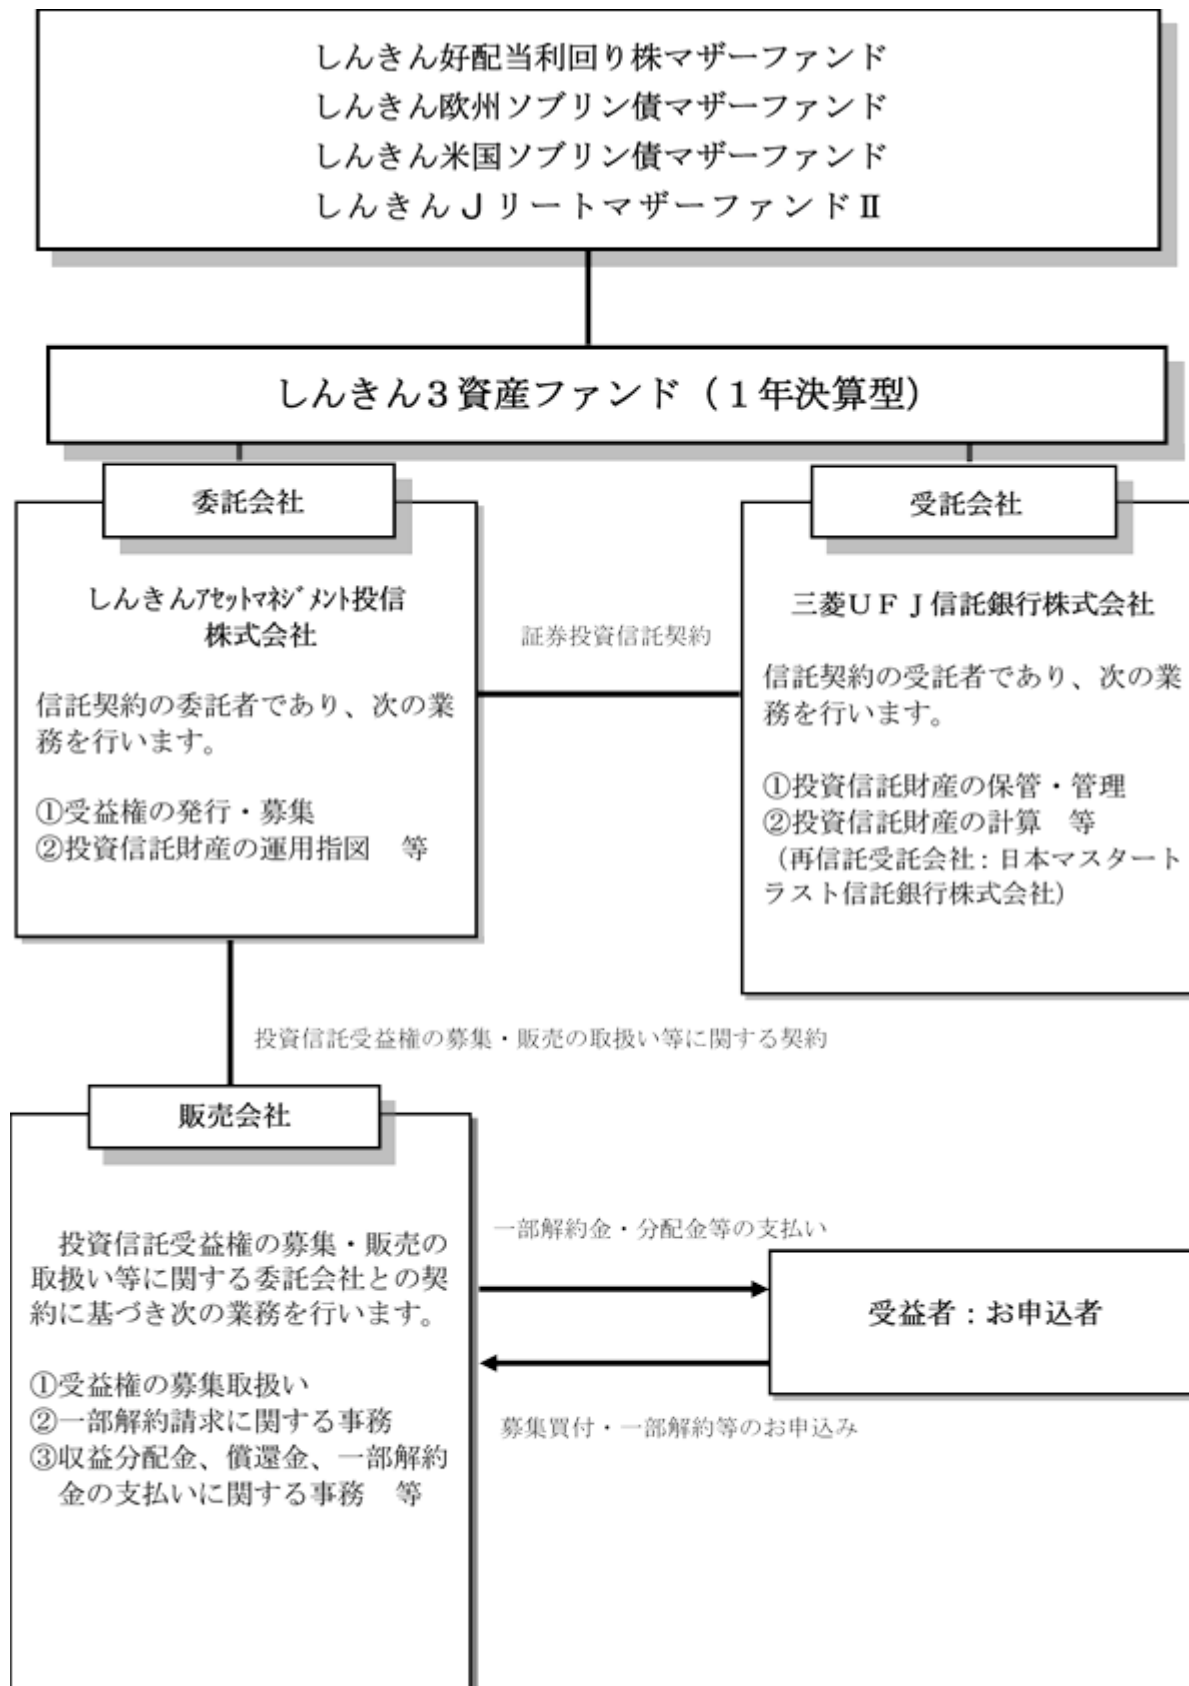 しんきん好配当利回り株マザーファンド
しんきん欧州ソブリン債マザーファンド
しんきん米国ソブリン債マザーファンド
しんきんＪリートマザーファンドⅡ
しんきん３資産ファンド（１年決算型）
委託会社
しんきんｱｾｯﾄﾏﾈｼﾞﾒﾝﾄ投信
株式会社
信託契約の委託者であり、次の業
務を行います。
①受益権の発行・募集
②投資信託財産の運用指図　等
証券投資信託契約
受託会社
三菱ＵＦＪ信託銀行株式会社
信託契約の受託者であり、次の業
務を行います。
①投資信託財産の保管・管理
②投資信託財産の計算　等
（再信託受託会社：日本マスタート
ラスト信託銀行株式会社）
投資信託受益権の募集・販売の取扱い等に関する契約
販売会社
投資信託受益権の募集・販売の
取扱い等に関する委託会社との契
約に基づき次の業務を行います。
①受益権の募集取扱い
②一部解約請求に関する事務
③収益分配金、償還金、一部解約
金の支払いに関する事務　等
一部解約金・分配金等の支払い
受益者：お申込者
募集買付・一部解約等のお申込み